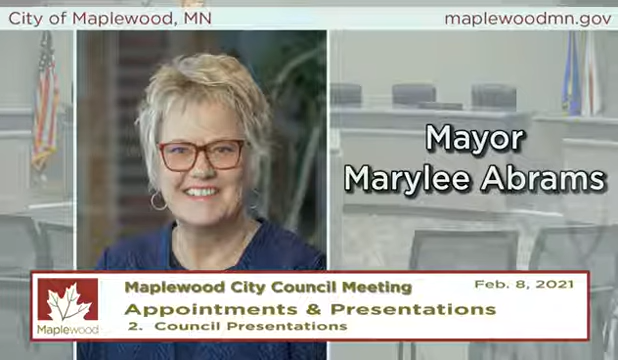 City of Maplewood, MN
maplewoodmn.gov
Mayor
Marylee Abrams
Maplewood City Council Meeting
Feb. 8, 2021
Appointments & Presentations
2. Council Presentations
Maplewood